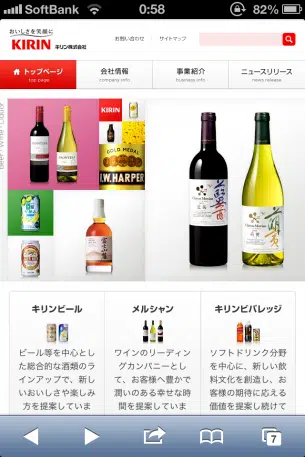 SoftBank 0:58 82%
おいしさを笑顔に
KIRIN キリン株式会社
お問い合わせ サイトマップ
トップページ 会社情報 事業紹介 ニュースリリース
top page company info business info news release
KIRIN
GOLD MEDAL
I.W.HARPER
キリンビール メルシャン キリンビバレッジ
ビール等を中心とし
た総合的な酒類のラ
インアップで、新し
いおいしさや楽しみ
方を提案していま
ワインのリーディン
グカンパニーとし
て、お客様へ豊かで
潤いのある幸せな時
間を提案していま
ソフトドリンク分野
を中心に、新しい飲
料文化を創造し、お
客様の期待に応える
価値を提案し続けて
7